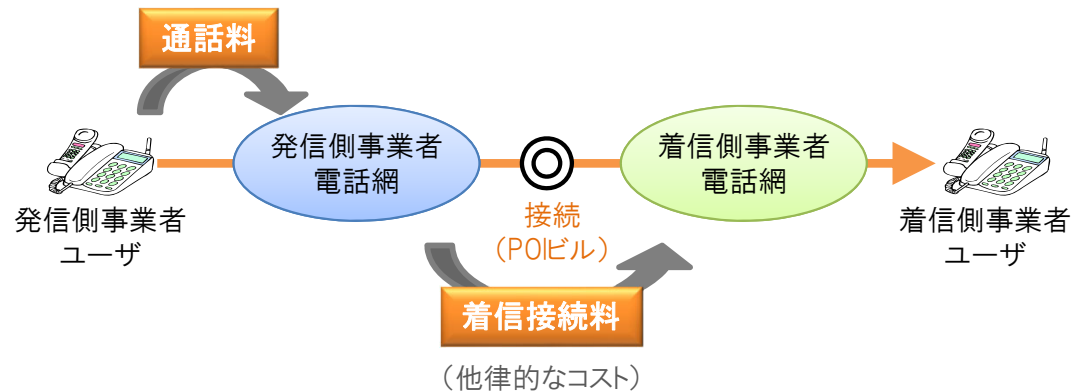 通話料
発信側事業者
電話網
着信側事業者
電話網
発信側事業者
ユーザ
接続
（POIビル）
着信側事業者
ユーザ
着信接続料
（他律的なコスト）